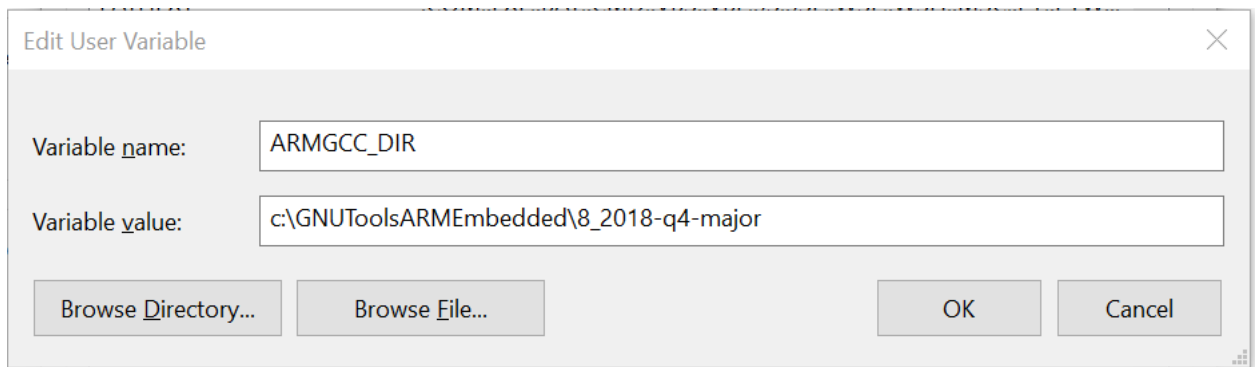 Edit User Variable
Variable name: ARMGCC_DIR
Variable value: c:\GNUToolsARMEmbedded\8_2018-q4-major
Browse Directory... Browse File... OK Cancel